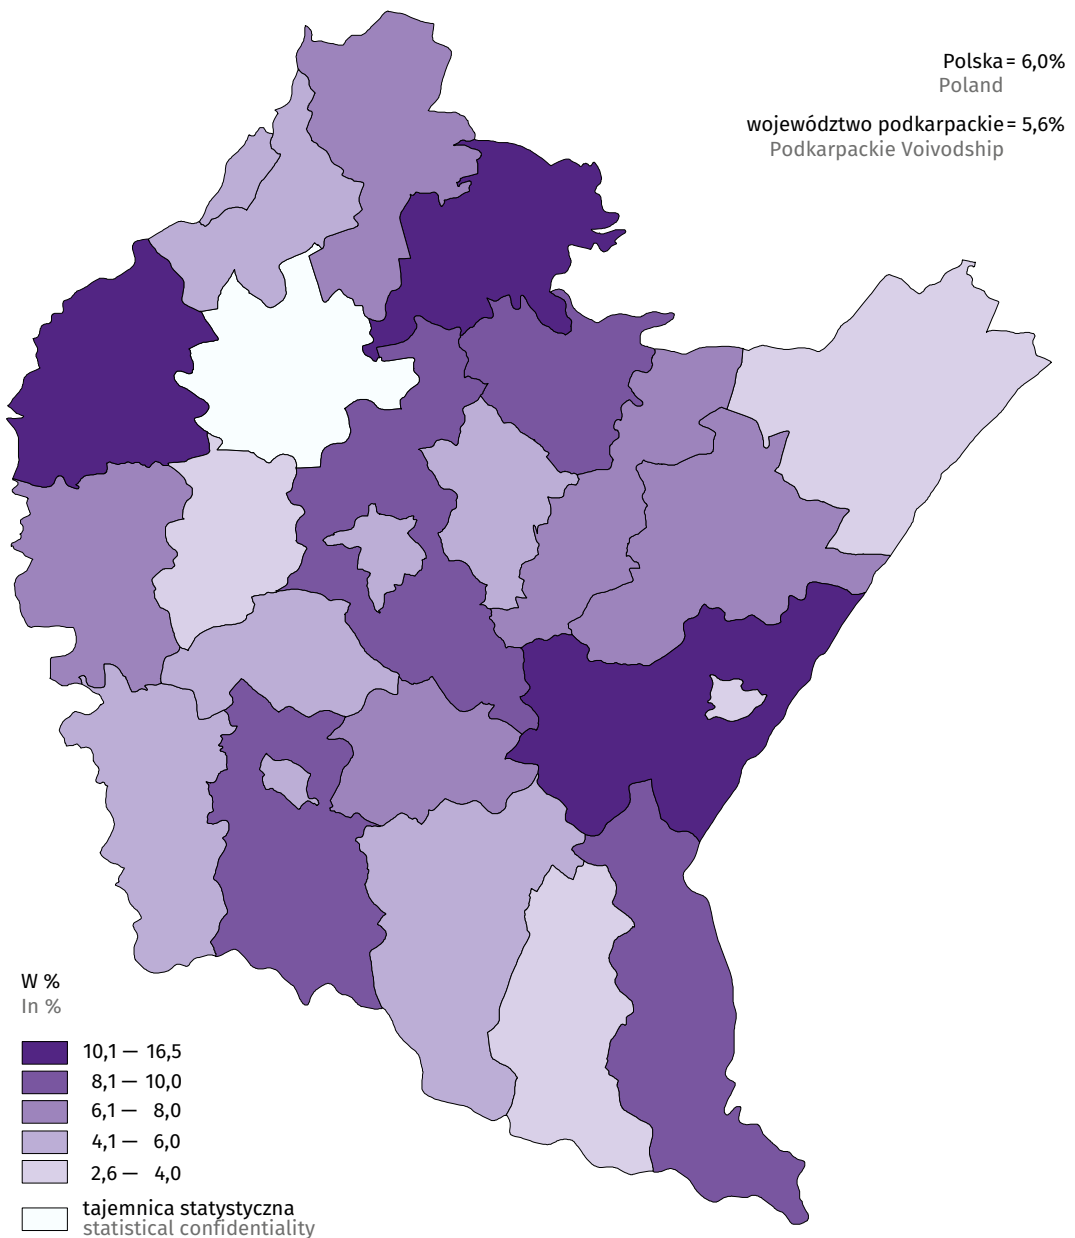 Polska = 6,0%
Poland
województwo podkarpackie = 5,6%
Podkarpackie Voivodship
W %
In %
10,1 — 16,5
8,1 — 10,0
6,1 — 8,0
4,1 — 6,0
2,6 — 4,0
tajemnica statystyczna
statistical confidentiality